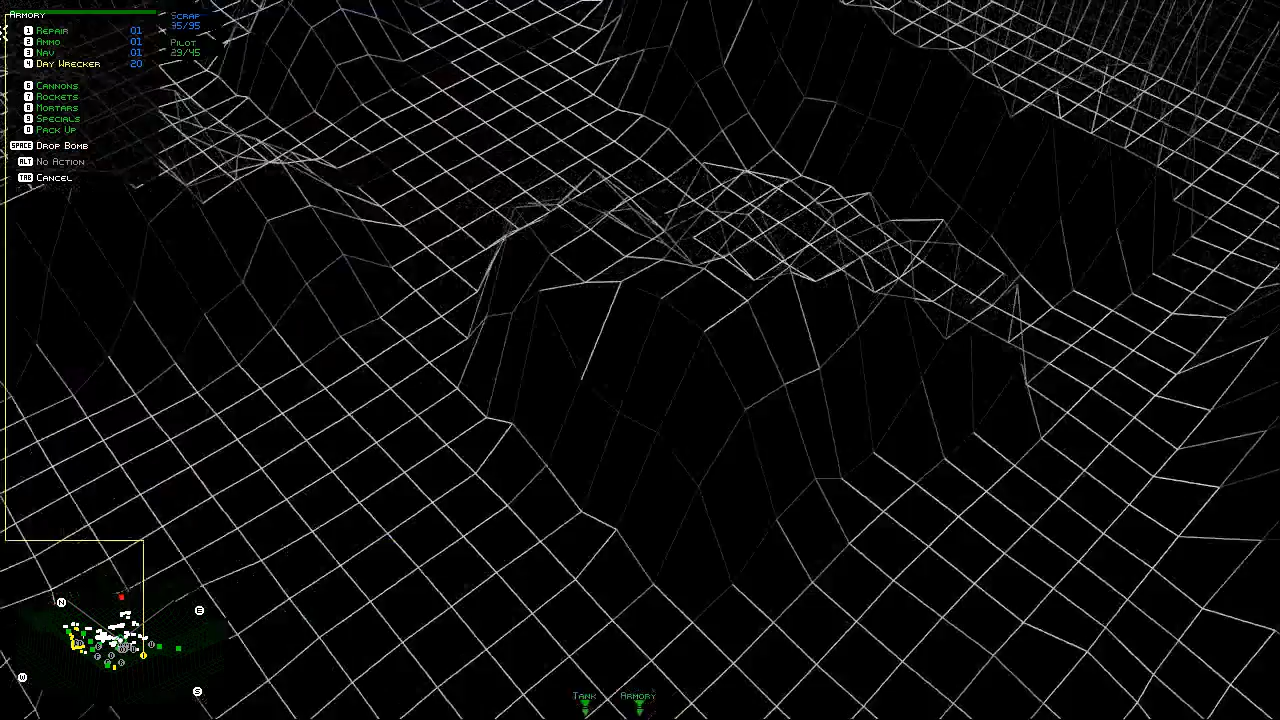 Armory
1 Repair 01
2 Ammo 01
3 Nav 01
4 Day Wrecker 20
6 Cannons
7 Rockets
8 Mortars
9 Specials
0 Pack Up
SPACE Drop Bomb
ALT No Action
TAB Cancel
Scrap
35/95
Pilot
29/45
N
E
W
S
Tank Armory